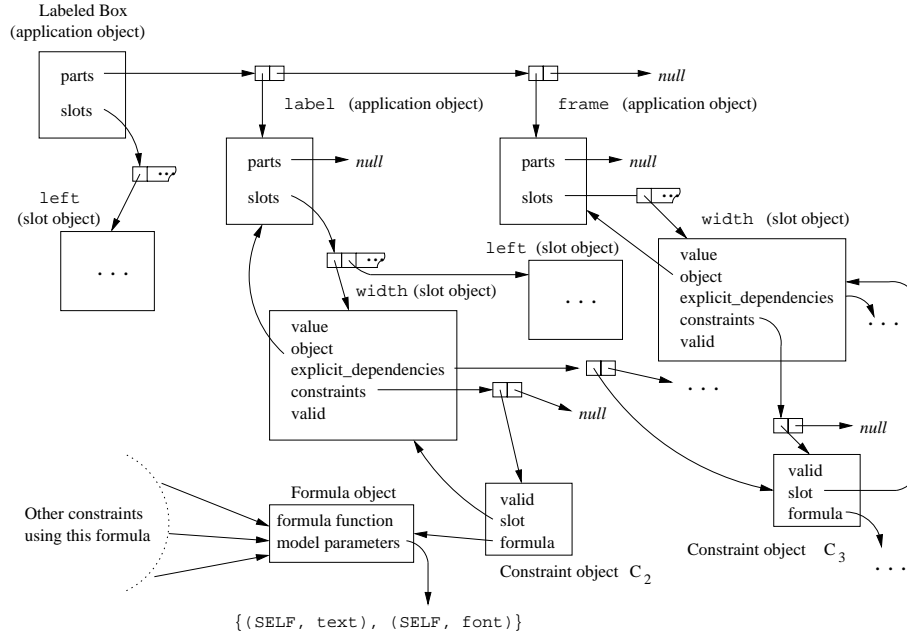 Labeled Box
(application object)
parts
slots
null
label (application object)
frame (application object)
parts
null
slots
parts
null
slots
left
(slot object)
. . .
width (slot object)
left (slot object)
. . .
width (slot object)
value
object
explicit_dependencies
constraints
valid
. . .
value
object
explicit_dependencies
constraints
valid
. . .
null
null
valid
slot
formula
Constraint object C3
. . .
valid
slot
formula
Constraint object C2
Formula object
formula function
model parameters
Other constraints
using this formula
{(SELF, text), (SELF, font)}